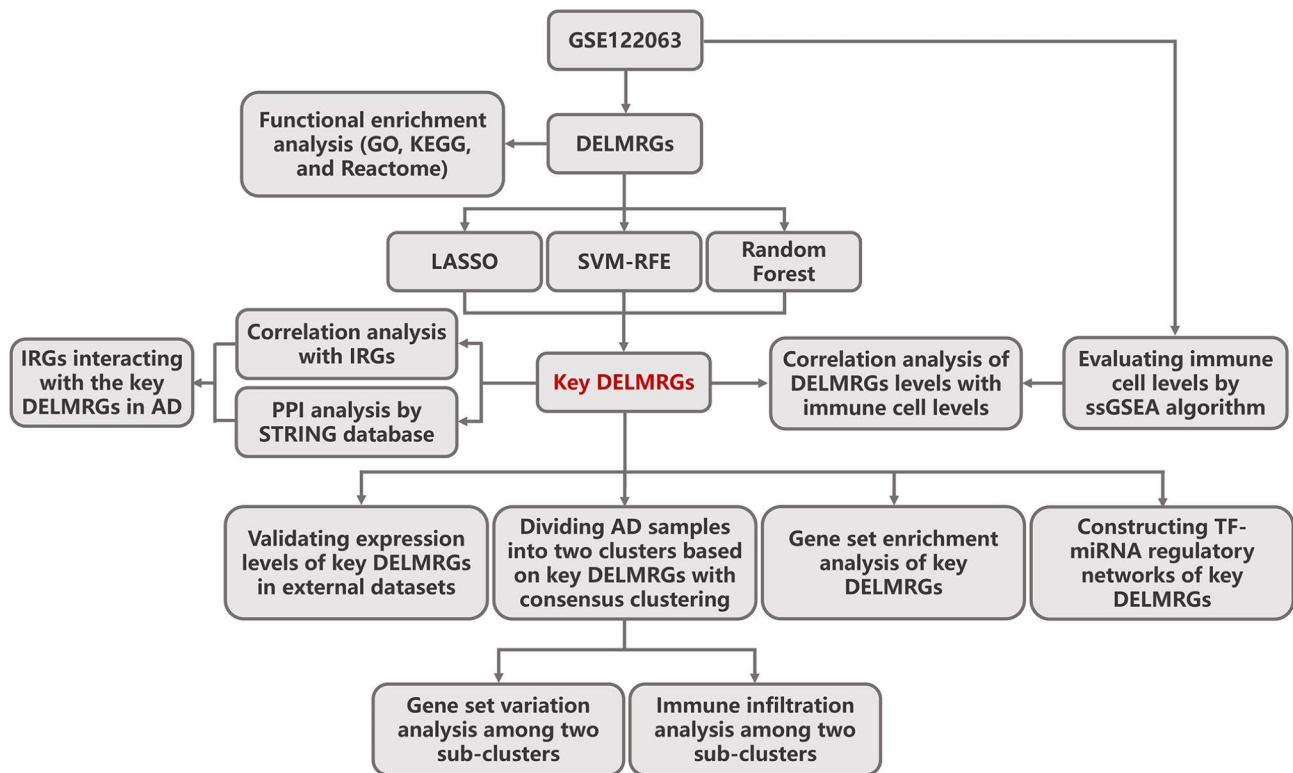 GSE122063
Functional enrichment
analysis (GO, KEGG,
and Reactome)
DELMRGs
LASSO
SVM-RFE
Random
Forest
Correlation analysis
with IRGs
IRGs interacting
with the key
DELMRGs in AD
PPI analysis by
STRING database
Key DELMRGs
Correlation analysis of
DELMRGs levels with
immune cell levels
Evaluating immune
cell levels by
ssGSEA algorithm
Validating expression
levels of key DELMRGs
in external datasets
Dividing AD samples
into two clusters based
on key DELMRGs with
consensus clustering
Gene set enrichment
analysis of key
DELMRGs
Constructing TF-
miRNA regulatory
networks of key
DELMRGs
Gene set variation
analysis among two
sub-clusters
Immune infiltration
analysis among two
sub-clusters